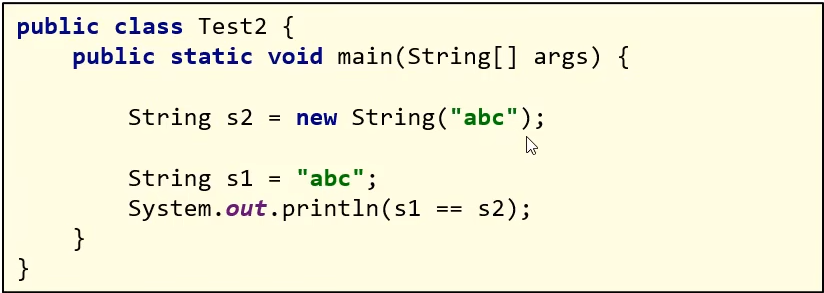 public class Test2 {
    public static void main(String[] args) {
        String s2 = new String("abc");
        String s1 = "abc";
        System.out.println(s1 == s2);
    }
}